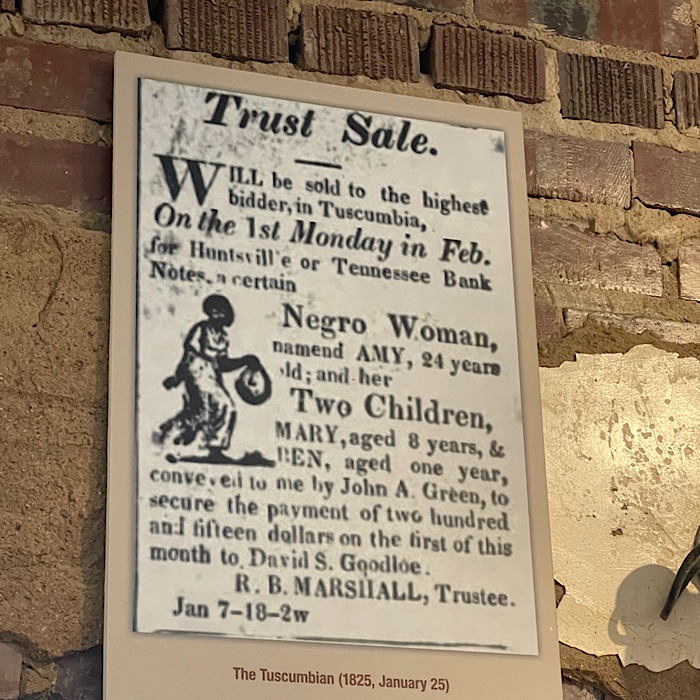 Trust Sale.
WILL be sold to the highest
bidder, in Tuscumbia,
On the 1st Monday in Feb.
for Huntsvil'e or Tennessee Bank
Notes, a certain
Negro Woman,
namend AMY, 24 years
'ld; and her
Two Children,
MARY, aged 8 years, &
BEN, aged one year,
conveyed to me by John A. Green, to
secure the payment of two hundred
and fifteen dollars on the first of this
month to David S. Goodloe.
R. B. MARSHALL, Trustee.
Jan 7-18-2w
The Tuscumbian (1825, January 25)